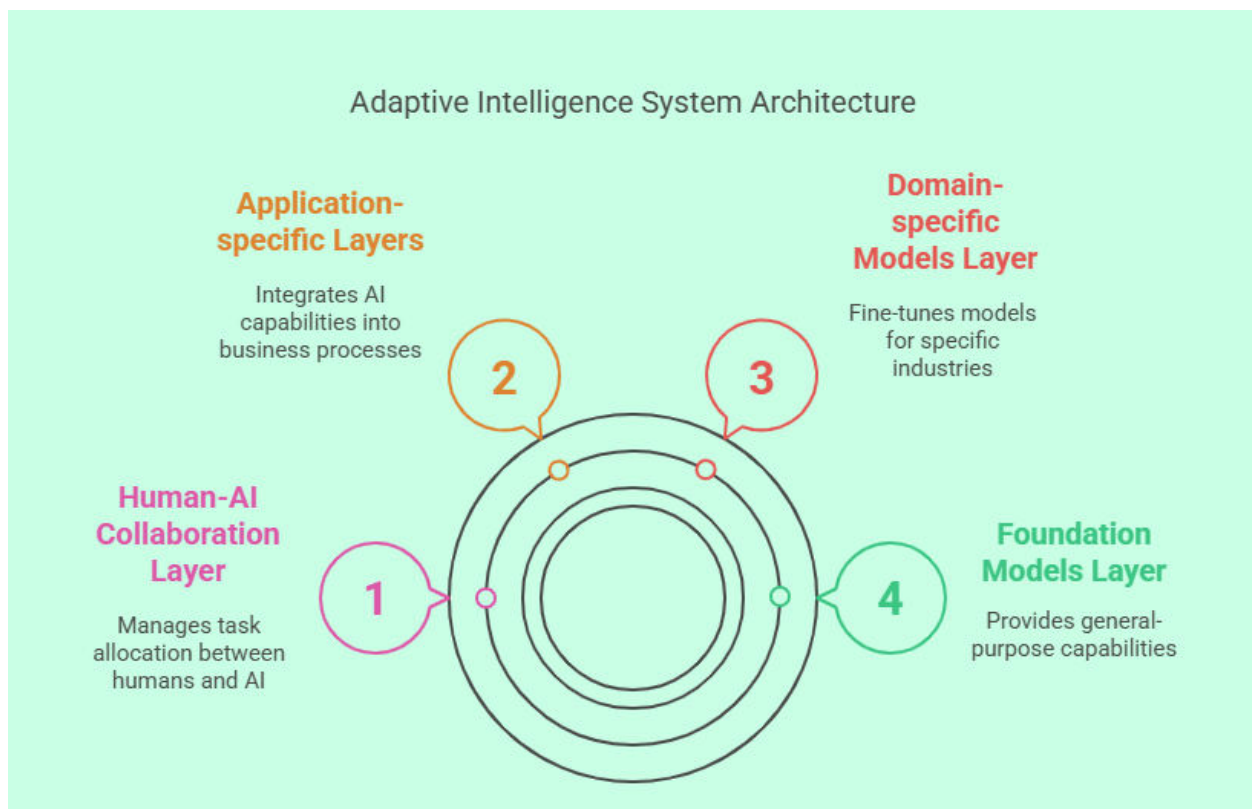 Adaptive Intelligence System Architecture
Application-
specific Layers
Integrates AI
capabilities into
business processes
2
Domain-
specific
Models Layer
Fine-tunes models
for specific
industries
3
Human-AI
Collaboration
Layer
Manages task
allocation between
humans and AI
1
Foundation
Models Layer
Provides general-
purpose capabilities
4